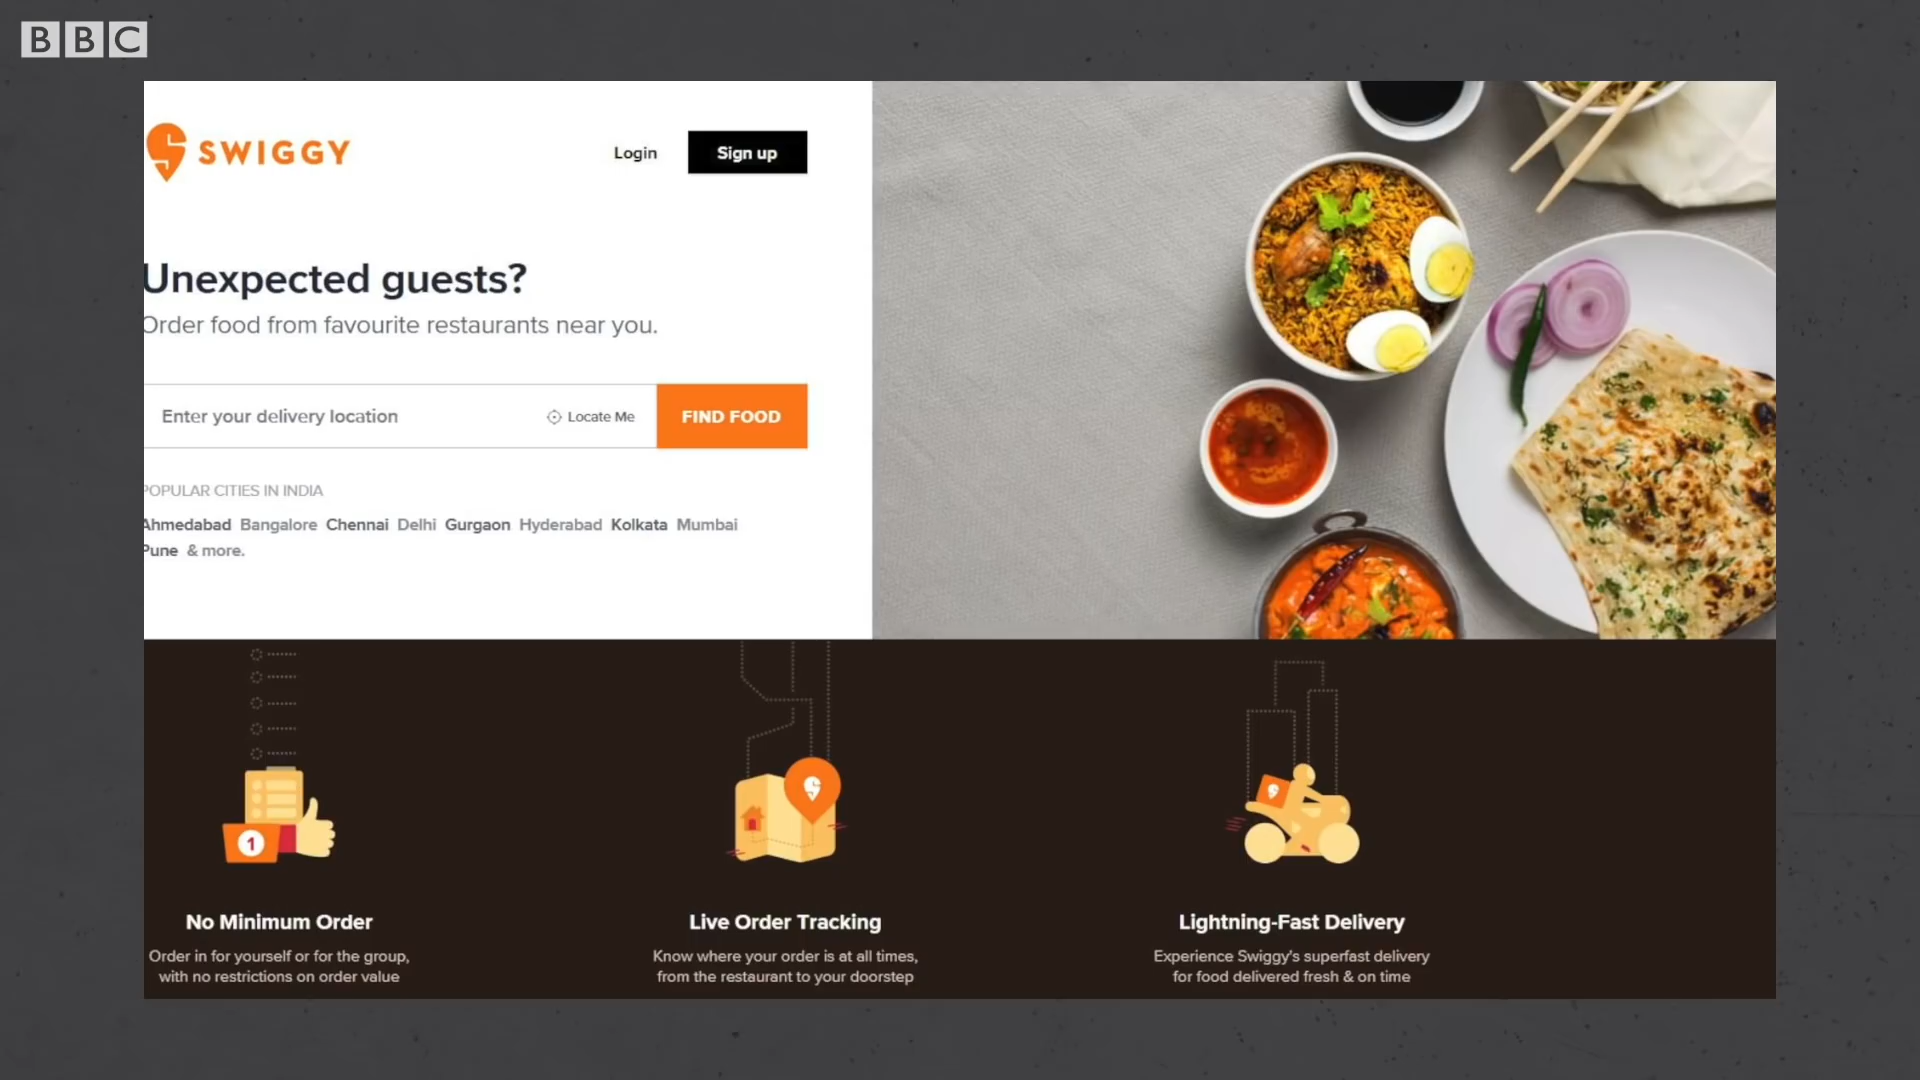 BBC
SWIGGY
Login
Sign up
Unexpected guests?
Order food from favourite restaurants near you.
Enter your delivery location
Locate Me
FIND FOOD
POPULAR CITIES IN INDIA
Ahmedabad Bangalore Chennai Delhi Gurgaon Hyderabad Kolkata Mumbai
Pune & more.
1
No Minimum Order
Order in for yourself or for the group,
with no restrictions on order value
Live Order Tracking
Know where your order is at all times,
from the restaurant to your doorstep
Lightning-Fast Delivery
Experience Swiggy's superfast delivery
for food delivered fresh & on time